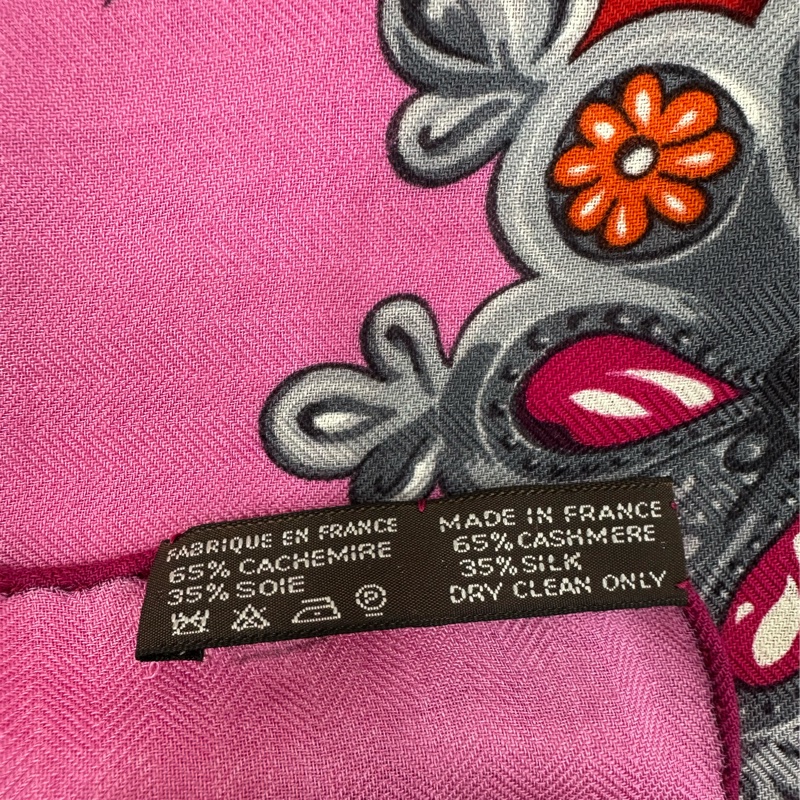 FABRIQUE EN FRANCE
65% CACHEMIRE
35% SOIE
MADE IN FRANCE
65% CASHMERE
35% SILK
DRY CLEAN ONLY
P